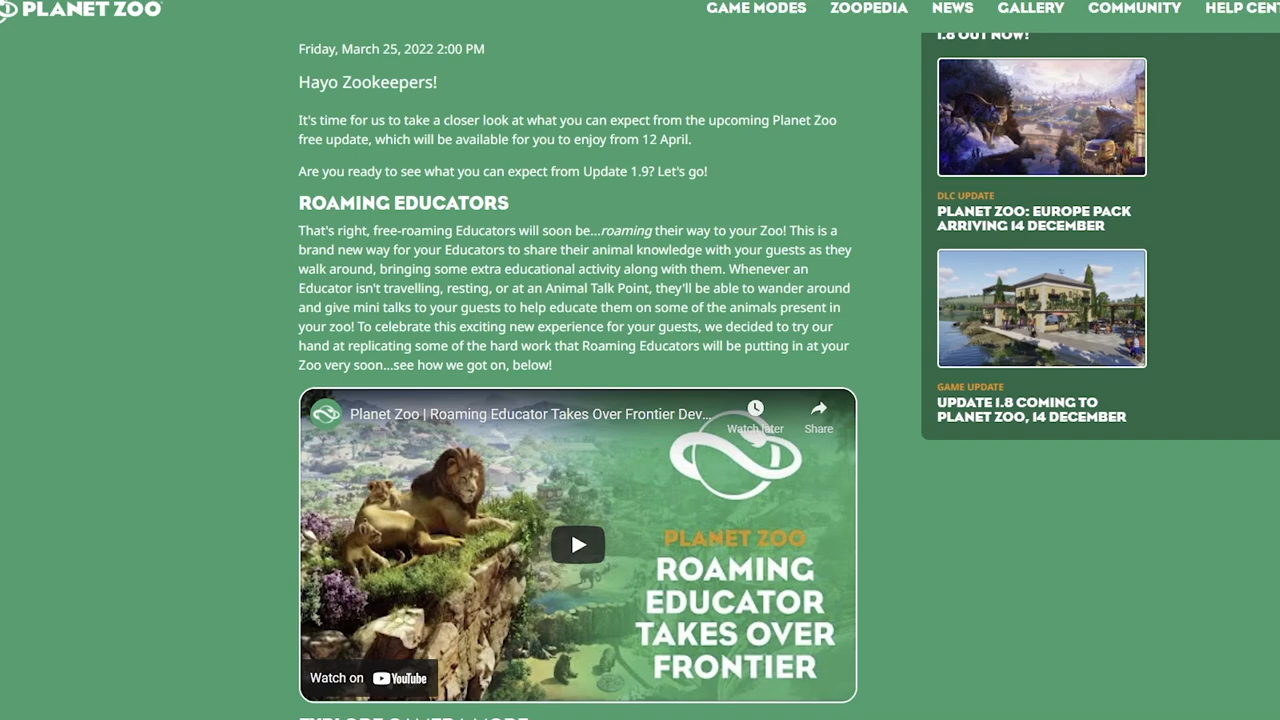 PLANET ZOO
GAME MODES
ZOOPEDIA
NEWS
GALLERY
COMMUNITY
HELP CENT
Friday, March 25, 2022 2:00 PM
Hayo Zookeepers!
It's time for us to take a closer look at what you can expect from the upcoming Planet Zoo
free update, which will be available for you to enjoy from 12 April.
Are you ready to see what you can expect from Update 1.9? Let's go!
ROAMING EDUCATORS
That's right, free-roaming Educators will soon be...roaming their way to your Zoo! This is a
brand new way for your Educators to share their animal knowledge with your guests as they
walk around, bringing some extra educational activity along with them. Whenever an
Educator isn't travelling, resting, or at an Animal Talk Point, they'll be able to wander around
and give mini talks to your guests to help educate them on some of the animals present in
your zoo! To celebrate this exciting new experience for your guests, we decided to try our
hand at replicating some of the hard work that Roaming Educators will be putting in at your
Zoo very soon...see how we got on, below!
Planet Zoo | Roaming Educator Takes Over Frontier Dev...
Watch later
Share
PLANET ZOO
ROAMING
EDUCATOR
TAKES OVER
FRONTIER
Watch on YouTube
EXPLORE CAMERA MORE
1.8 OUT NOW!
DLC UPDATE
PLANET ZOO: EUROPE PACK
ARRIVING 14 DECEMBER
GAME UPDATE
UPDATE 1.8 COMING TO
PLANET ZOO, 14 DECEMBER